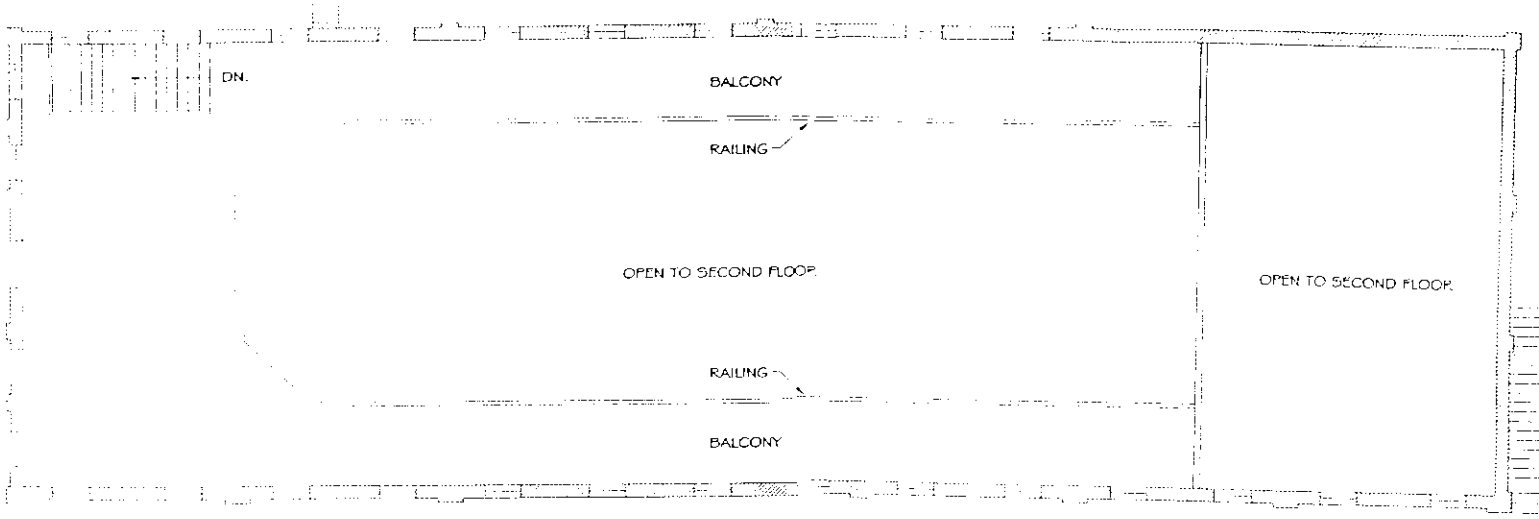 DN.
BALCONY
RAILING
OPEN TO SECOND FLOOR
OPEN TO SECOND FLOOR
RAILING
BALCONY